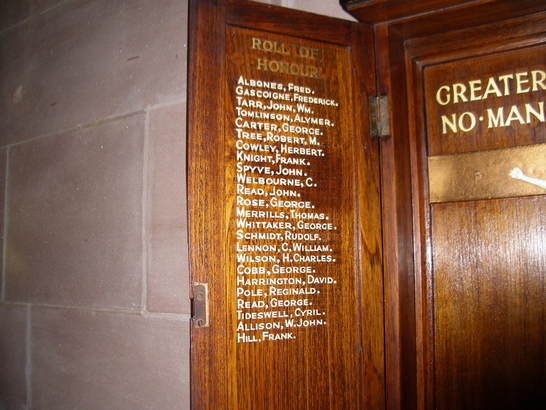 ROLL OF
HONOUR
ALBONES, FRED.
GASCOIGNE, FREDERICK.
TARR, JOHN, WM.
TOMLINSON, ALYMER.
CARTER, GEORGE.
TREE, ROBERT, M.
COWLEY, HERBERT.
KNIGHT, FRANK.
SPYVE, JOHN.
WELBOURNE, C.
READ, JOHN.
ROSE, GEORGE.
MERRILLS, THOMAS.
WHITTAKER, GEORGE.
SCHMIDT, RUDOLF.
LENNON, C. WILLIAM.
WILSON, H. CHARLES.
COBB, GEORGE.
HARRINGTON, DAVID.
POLE, REGINALD.
READ, GEORGE.
TIDESWELL, CYRIL.
ALLISON, W. JOHN.
HILL, FRANK.
GREATER
NO·MAN